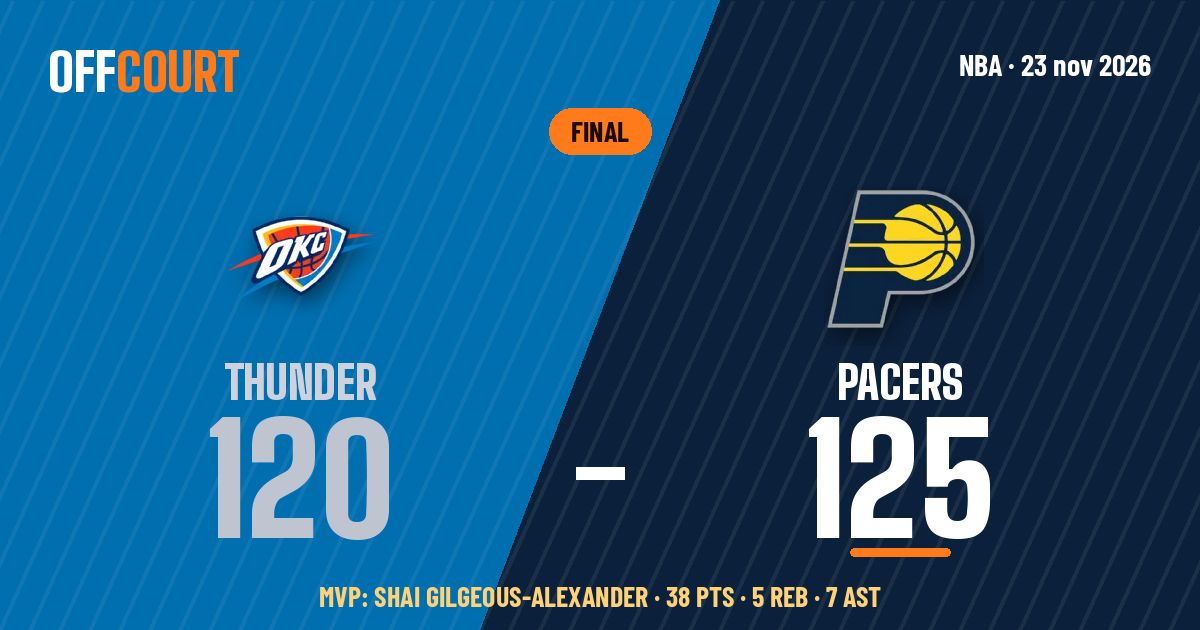 OFFCOURT
NBA · 23 nov 2026
FINAL
OKC
THUNDER
PACERS
120 – 125
MVP: SHAI GILGEOUS-ALEXANDER · 38 PTS · 5 REB · 7 AST